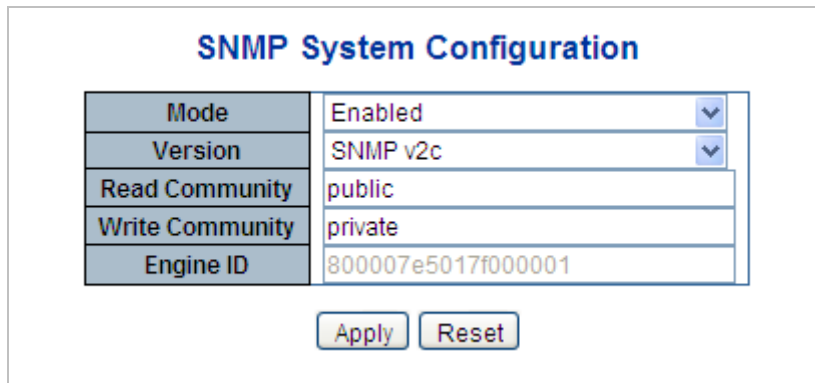 SNMP System Configuration
Mode Enabled
Version SNMP v2c
Read Community public
Write Community private
Engine ID 800007e5017f000001
Apply Reset